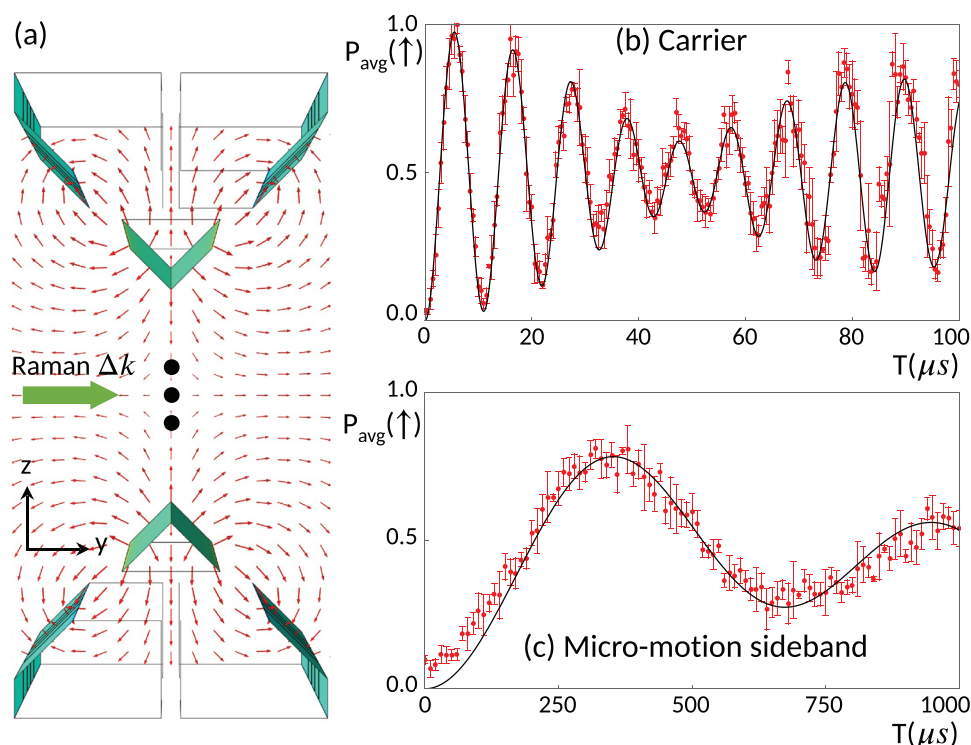 (a)
Raman Δk
z
y
(b) Carrier
P_avg(↑)
1.0
0.5
0.0
0 20 40 60 80 100
T(μs)
1.0
P_avg(↑)
0.5
0.0
(c) Micro-motion sideband
0 250 500 750 1000
T(μs)